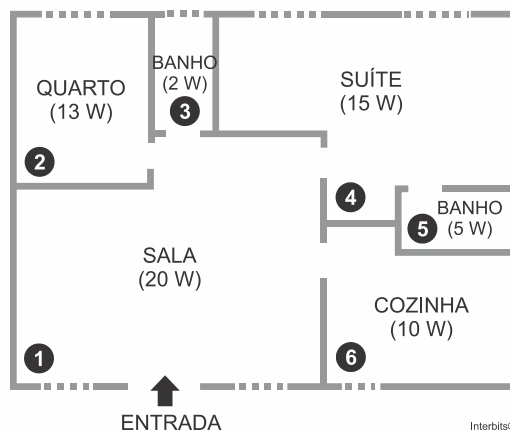 QUARTO
(13 W)
2
BANHO
(2 W)
3
SUÍTE
(15 W)
4
BANHO
(5 W)
5
SALA
(20 W)
1
COZINHA
(10 W)
6
ENTRADA
Interbits